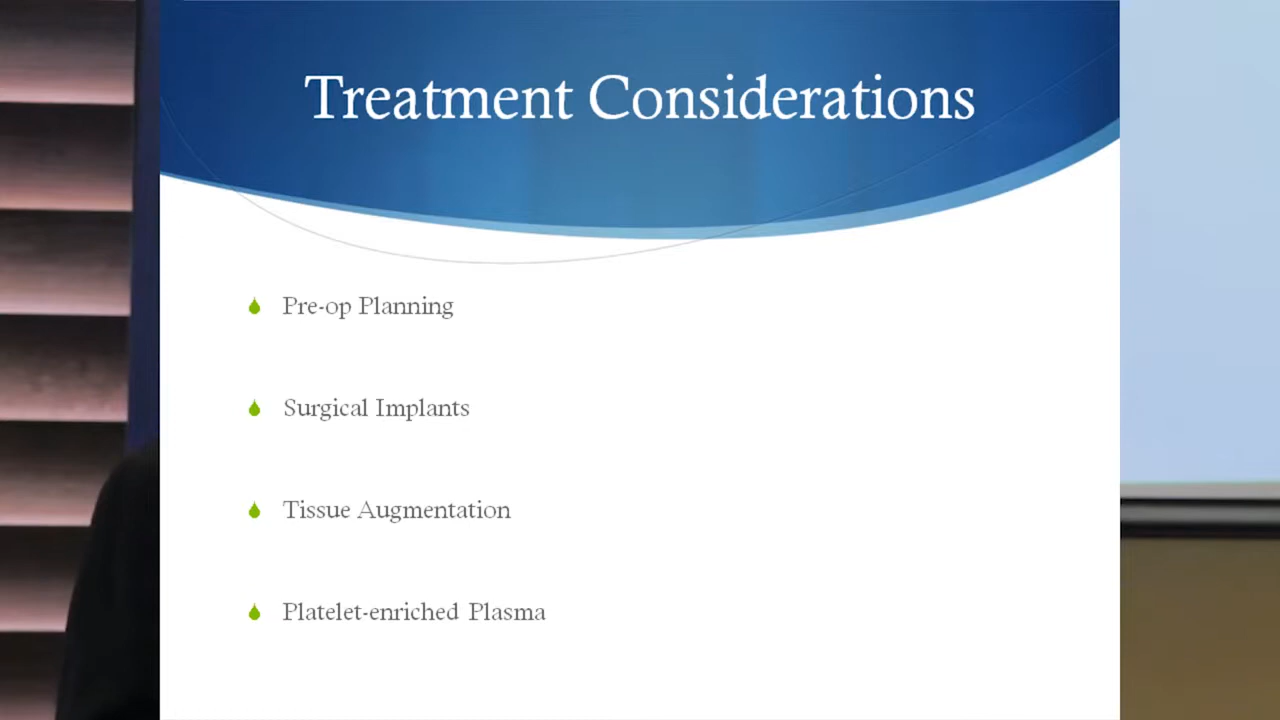 Treatment Considerations
Pre-op Planning
Surgical Implants
Tissue Augmentation
Platelet-enriched Plasma